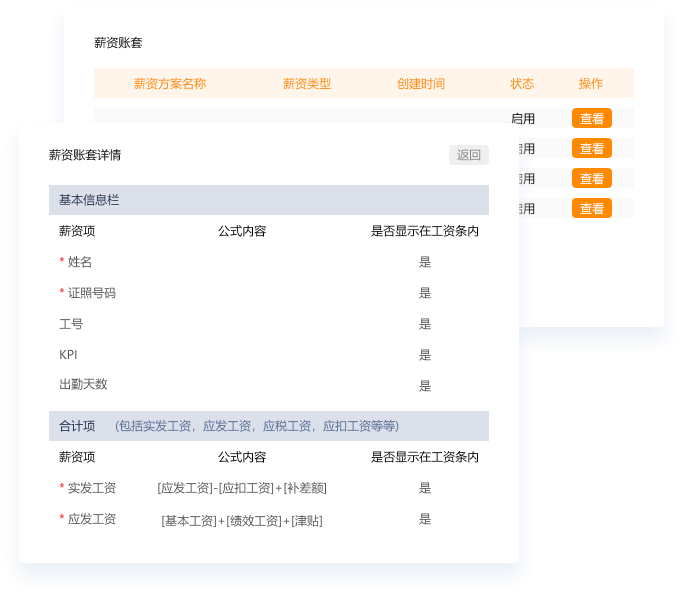 薪资账套
薪资方案名称 薪资类型 创建时间 状态 操作
启用 查看
启用 查看
启用 查看
启用 查看
薪资账套详情 返回
基本信息栏
薪资项 公式内容 是否显示在工资条内
* 姓名 是
* 证照号码 是
工号 是
KPI 是
出勤天数 是
合计项 (包括实发工资，应发工资，应税工资，应扣工资等等)
薪资项 公式内容 是否显示在工资条内
* 实发工资 [应发工资]-[应扣工资]+[补差额] 是
* 应发工资 [基本工资]+[绩效工资]+[津贴] 是